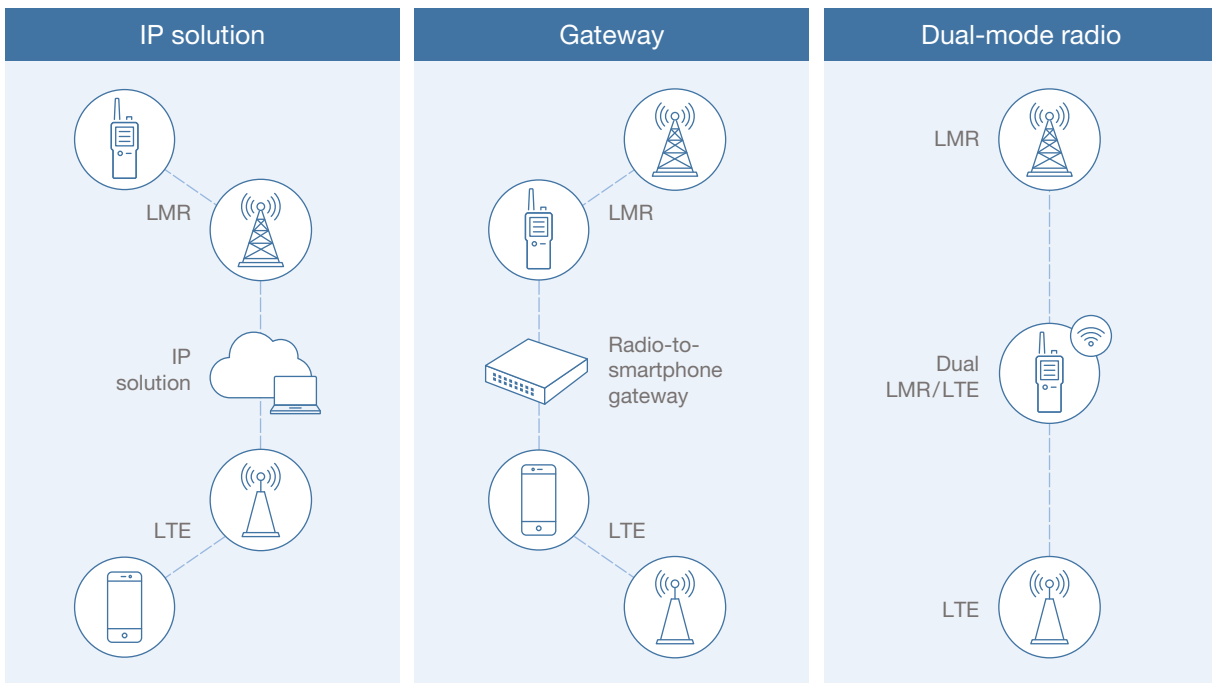 IP solution
LMR
IP
solution
LTE
Gateway
LMR
Radio-to-
smartphone
gateway
LTE
Dual-mode radio
LMR
Dual
LMR/LTE
LTE